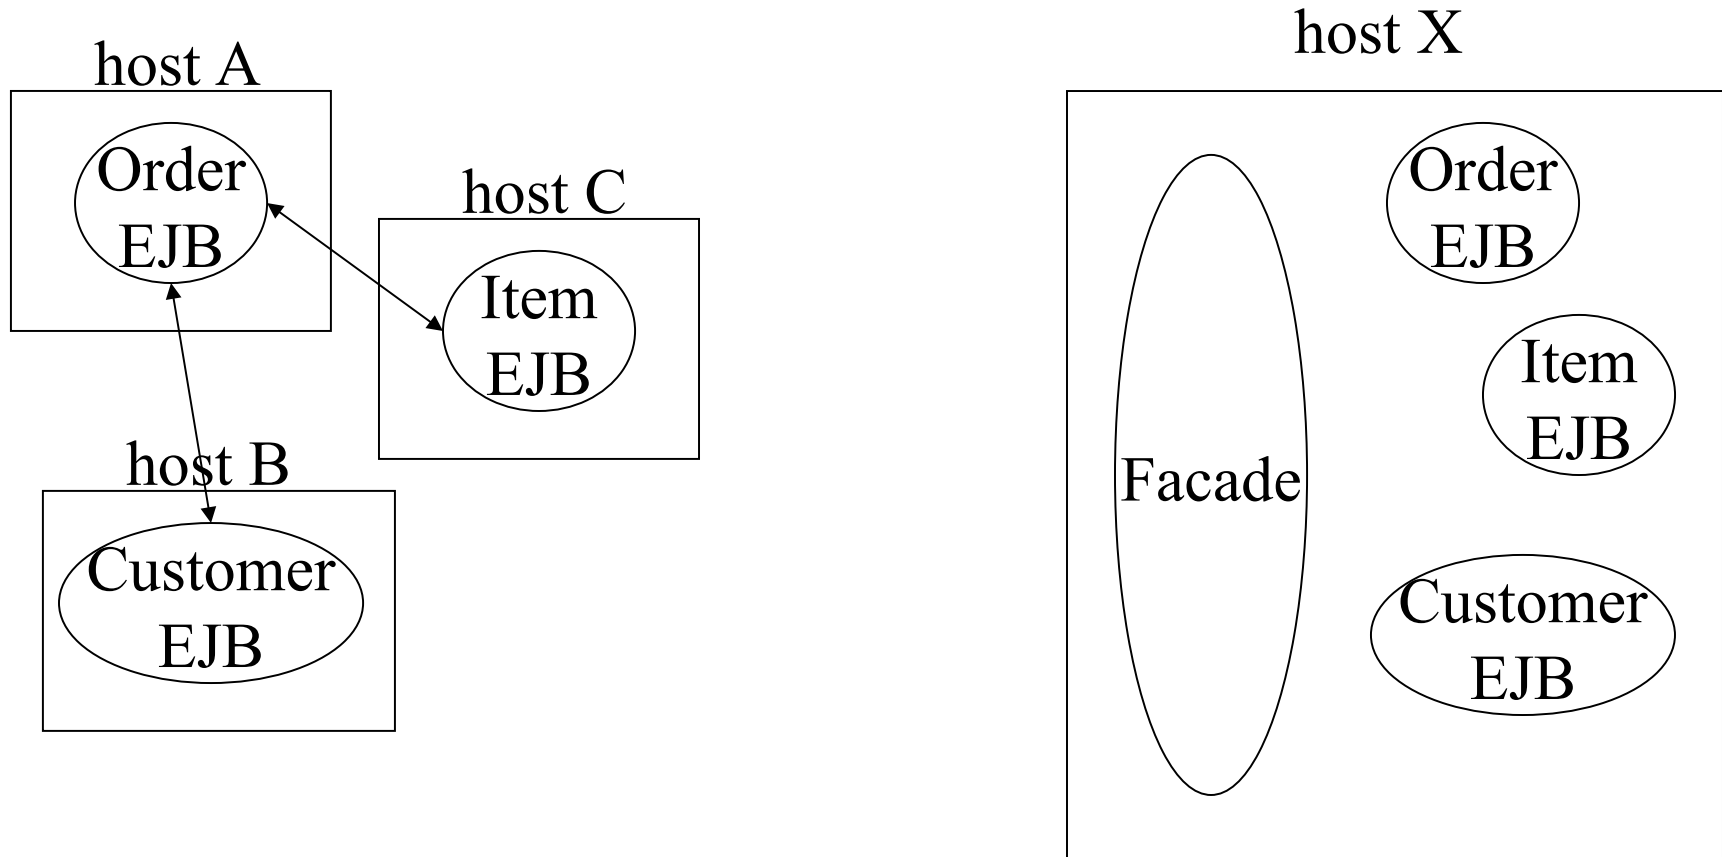 host A
Order
EJB
host C
Item
EJB
host B
Customer
EJB
host X
Facade
Order
EJB
Item
EJB
Customer
EJB